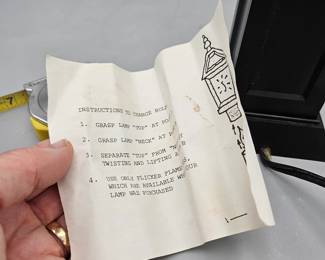 INSTRUCTIONS TO CHANGE BULB
1. GRASP LAMP "TOP" AT
2. GRASP LAMP "NECK" AT
3. SEPARATE "TOP" FROM
TWISTING AND LIFTING
4. USE ONLY FLICKER FLAME
WHICH ARE AVAILABLE
LAMP WAS PURCHASED